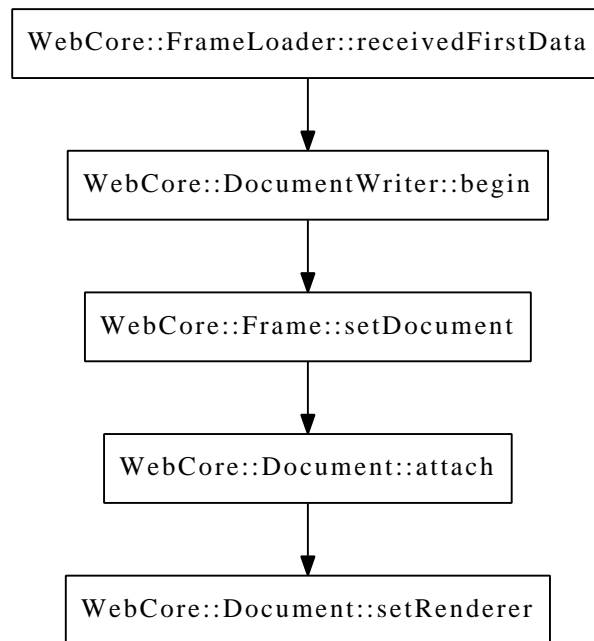 WebCore::FrameLoader::receivedFirstData
WebCore::DocumentWriter::begin
WebCore::Frame::setDocument
WebCore::Document::attach
WebCore::Document::setRenderer